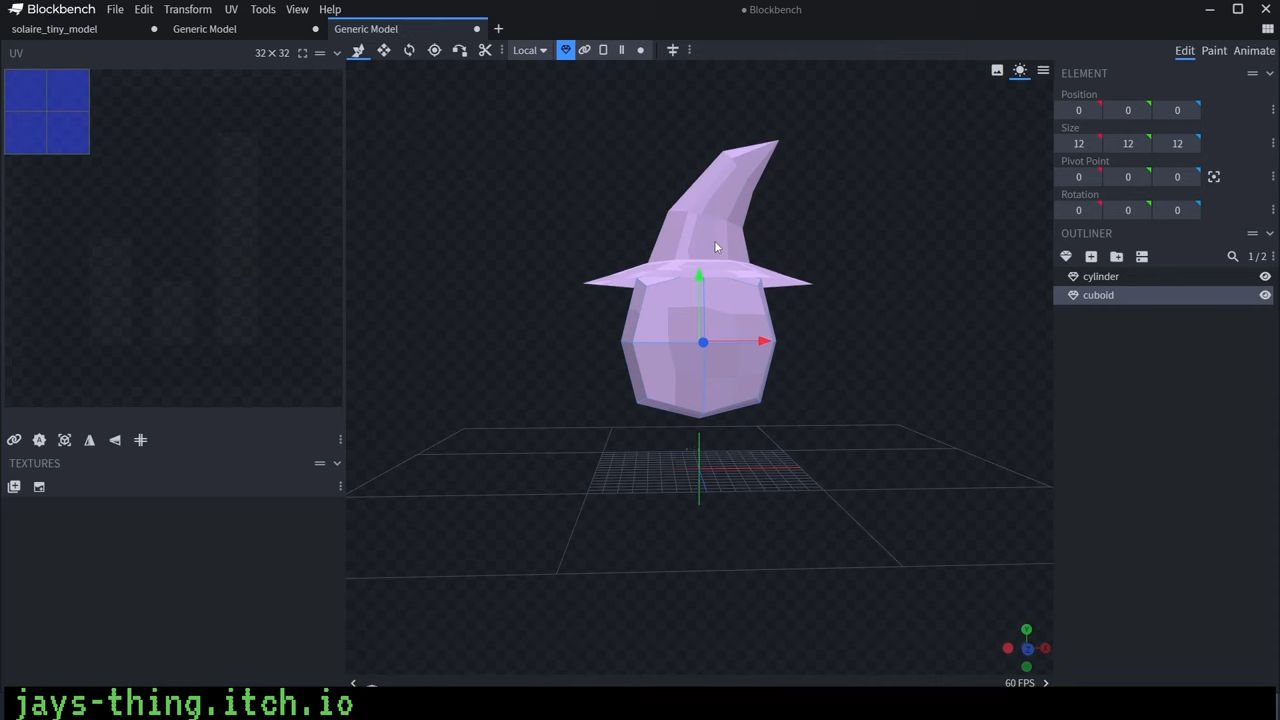 Blockbench File Edit Transform UV Tools View Help Blockbench
solaire_tiny_model Generic Model Generic Model
UV 32×32 Local Edit Paint Animate
ELEMENT
Position
0 0 0
Size
12 12 12
Pivot Point
0 0 0
Rotation
0 0 0
OUTLINER
1/2
cylinder
cuboid
TEXTURES
Y
Z X
60 FPS
jays-thing.itch.io